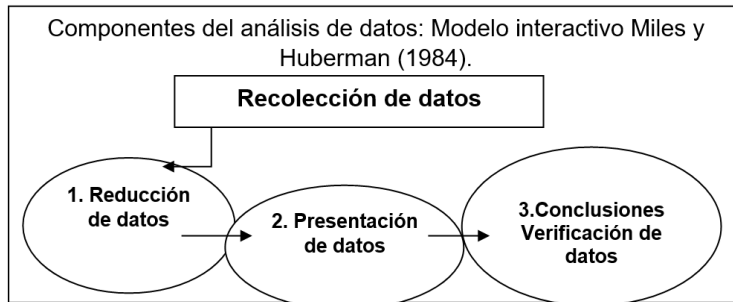 Componentes del análisis de datos: Modelo interactivo Miles y
Huberman (1984).
Recolección de datos
1. Reducción
de datos
2. Presentación
de datos
3.Conclusiones
Verificación de
datos